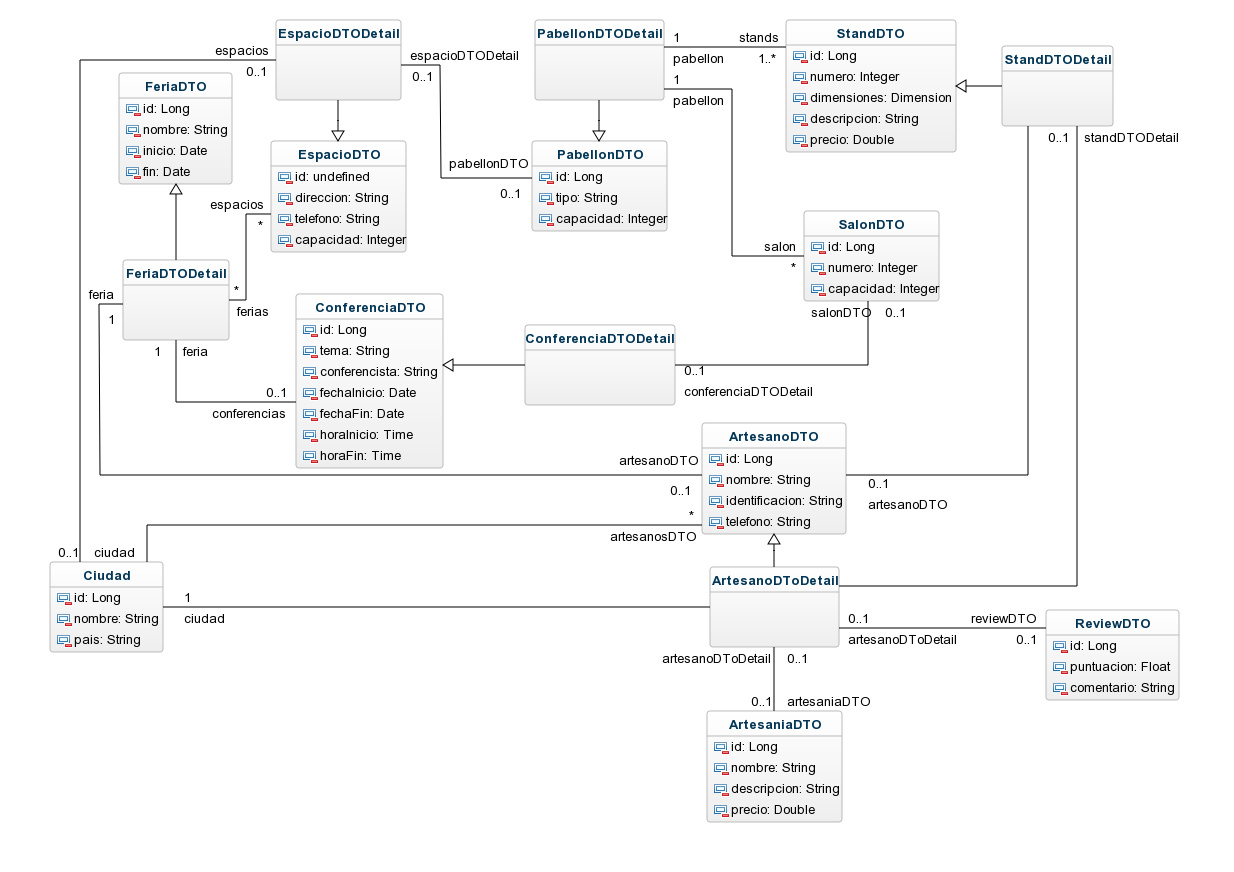 EspacioDTODetail
PabellonDTODetail
1
stands
pabellon
1..*
StandDTO
id: Long
numero: Integer
dimensiones: Dimension
descripcion: String
precio: Double
StandDTODetail
espacios
0..1
espacioDTODetail
0..1
1
pabellon
FeriaDTO
id: Long
nombre: String
inicio: Date
fin: Date
0..1
standDTODetail
EspacioDTO
id: undefined
direccion: String
telefono: String
capacidad: Integer
pabellonDTO
0..1
PabellonDTO
id: Long
tipo: String
capacidad: Integer
espacios
*
SalonDTO
id: Long
numero: Integer
capacidad: Integer
salon
*
FeriaDTODetail
*
ferias
feria
1
1
feria
ConferenciaDTO
id: Long
tema: String
conferencista: String
fechaInicio: Date
fechaFin: Date
horaInicio: Time
horaFin: Time
salonDTO
0..1
ConferenciaDTODetail
0..1
conferenciaDTODetail
0..1
conferencias
ArtesanoDTO
id: Long
nombre: String
identificacion: String
telefono: String
artesanoDTO
0..1
0..1
artesanoDTO
*
artesanosDTO
0..1
ciudad
Ciudad
id: Long
nombre: String
pais: String
1
ciudad
ArtesanoDToDetail
0..1
artesanoDToDetail
reviewDTO
0..1
ReviewDTO
id: Long
puntuacion: Float
comentario: String
artesanoDToDetail
0..1
0..1
artesaniaDTO
ArtesaniaDTO
id: Long
nombre: String
descripcion: String
precio: Double